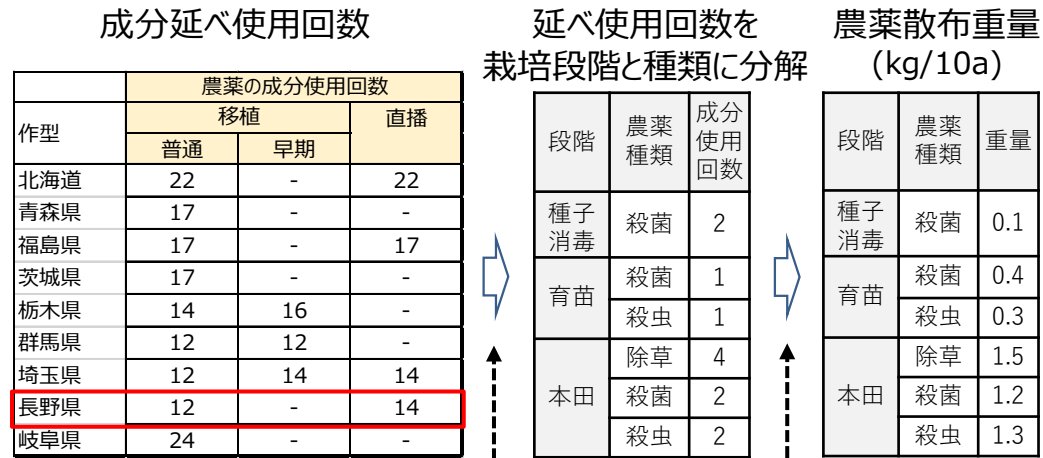 成分延べ使用回数
農薬の成分使用回数
作型 移植 直播
普通 早期
北海道 22 - 22
青森県 17 - -
福島県 17 - 17
茨城県 17 - -
栃木県 14 16 -
群馬県 12 12 -
埼玉県 12 14 14
長野県 12 - 14
岐阜県 24 - -
延べ使用回数を
栽培段階と種類に分解
段階 農薬種類 成分使用回数
種子消毒 殺菌 2
育苗 殺菌 1
殺虫 1
本田 除草 4
殺菌 2
殺虫 2
農薬散布重量
(kg/10a)
段階 農薬種類 重量
種子消毒 殺菌 0.1
育苗 殺菌 0.4
殺虫 0.3
本田 除草 1.5
殺菌 1.2
殺虫 1.3